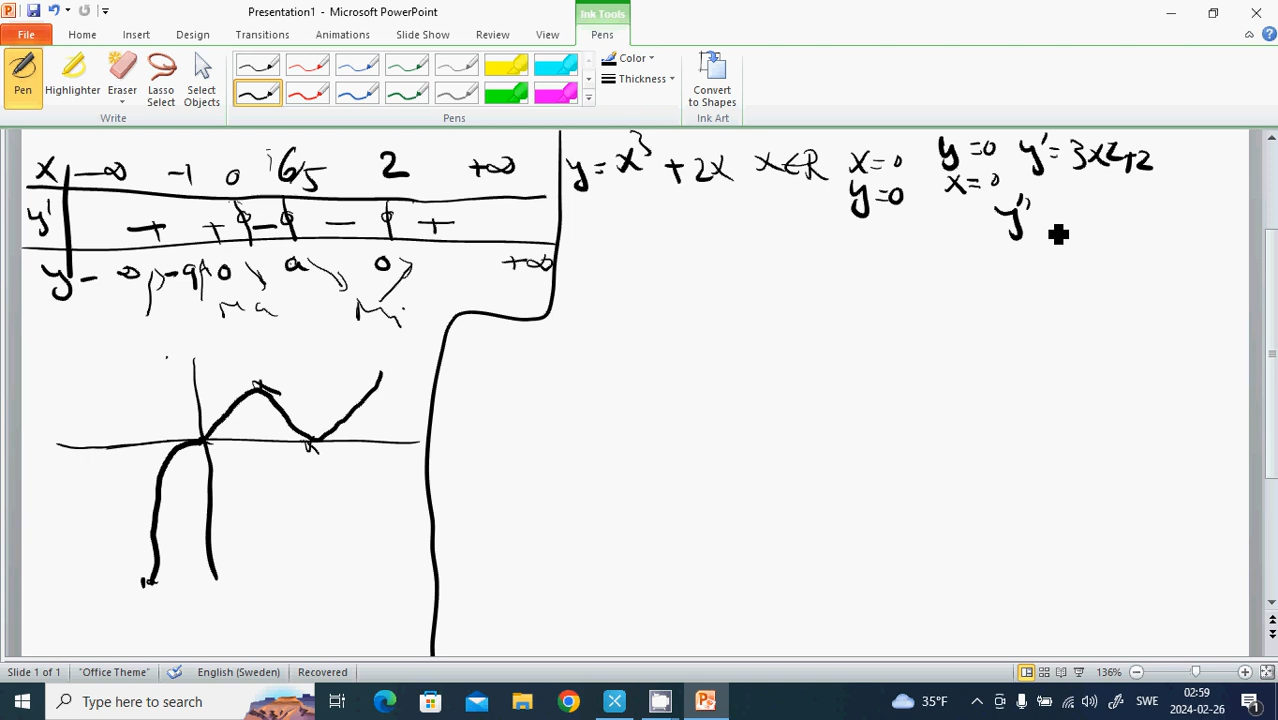 Presentation1 - Microsoft PowerPoint
Ink Tools
File Home Insert Design Transitions Animations Slide Show Review View Pens
Pen Highlighter Eraser Lasso Select Select Objects
Color
Thickness
Convert to Shapes
Write Pens Ink Art
x -∞ -1 0 6/5 2 +∞
y' + + 0 - 0 - 0 +
y -∞ -9 0 a 0 +∞
Ma Mi
y = x³ + 2x x∈R x=0 y=0 y'=3x2+2
y=0 x=0
y''
Slide 1 of 1 "Office Theme" English (Sweden) Recovered 136%
Type here to search
35°F SWE 02:59
2024-02-26